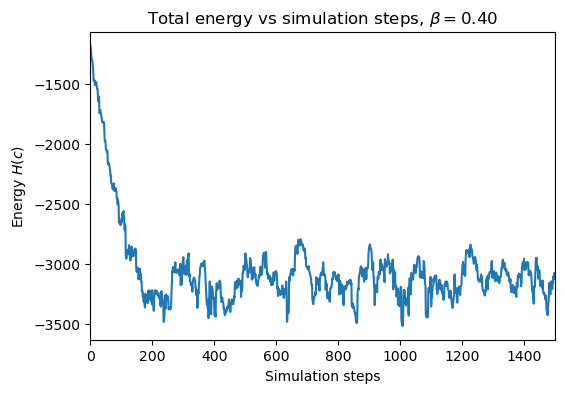 Total energy vs simulation steps, β = 0.40
Energy H(c)
−1500
−2000
−2500
−3000
−3500
0 200 400 600 800 1000 1200 1400
Simulation steps